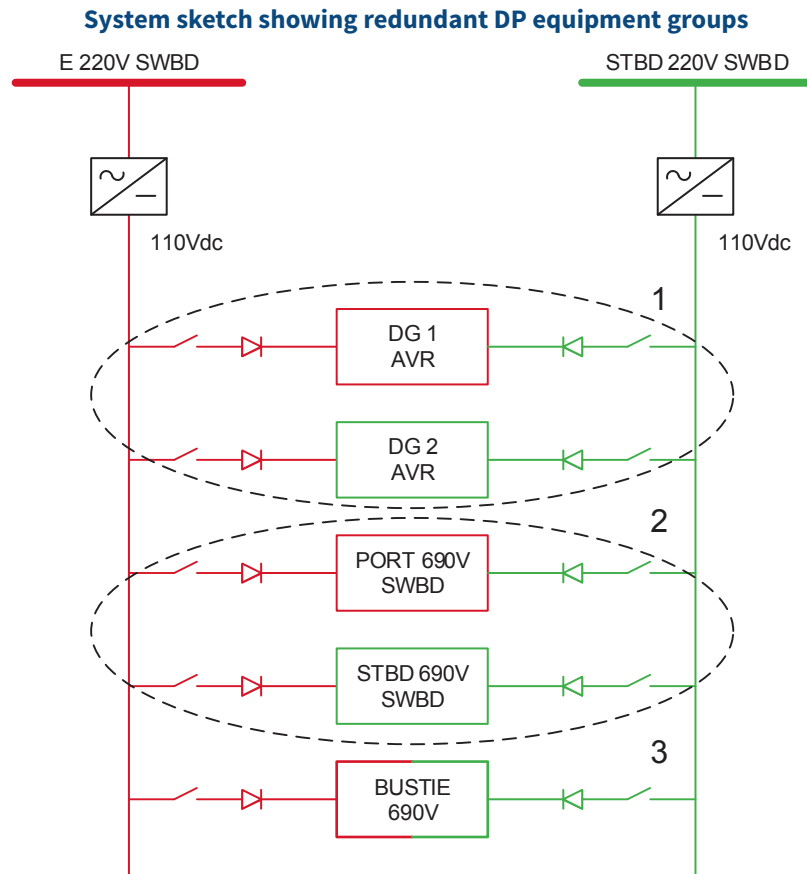 System sketch showing redundant DP equipment groups
E 220V SWBD
STBD 220V SWBD
110Vdc
110Vdc
1
DG 1
AVR
DG 2
AVR
2
PORT 690V
SWBD
STBD 690V
SWBD
3
BUSTIE
690V